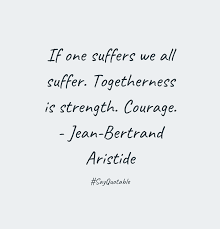 If one suffers we all
suffer. Togetherness
is strength. Courage.
- Jean-Bertrand
Aristide
#SayQuotable